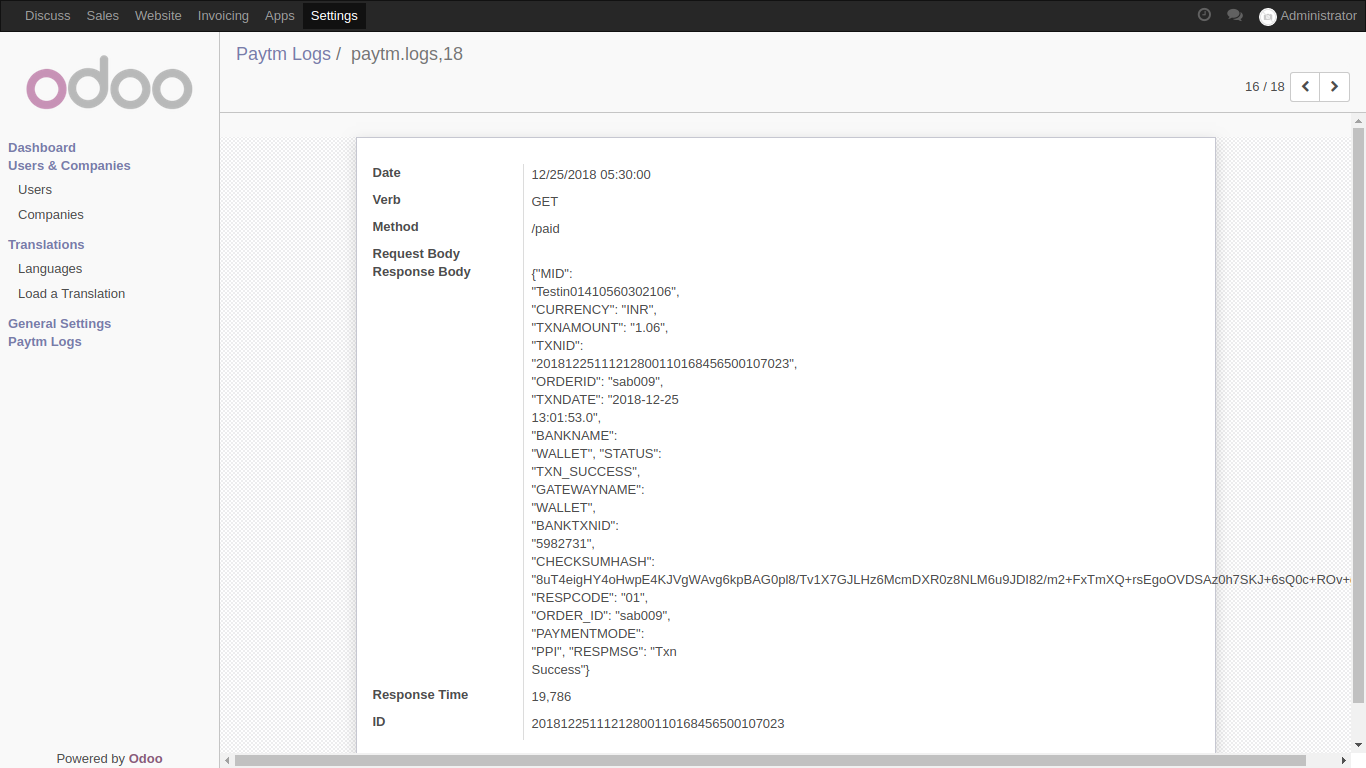 Discuss Sales Website Invoicing Apps Settings Administrator
odoo
Paytm Logs / paytm.logs,18
16 / 18
Dashboard
Users & Companies
Users
Companies
Translations
Languages
Load a Translation
General Settings
Paytm Logs
Powered by Odoo
Date 12/25/2018 05:30:00
Verb GET
Method /paid
Request Body
Response Body {"MID":
"Testin01410560302106",
"CURRENCY": "INR",
"TXNAMOUNT": "1.06",
"TXNID":
"20181225111212800110168456500107023",
"ORDERID": "sab009",
"TXNDATE": "2018-12-25
13:01:53.0",
"BANKNAME":
"WALLET", "STATUS":
"TXN_SUCCESS",
"GATEWAYNAME":
"WALLET",
"BANKTXNID":
"5982731",
"CHECKSUMHASH":
"8uT4eigHY4oHwpE4KJVgWAvg6kpBAG0pl8/Tv1X7GJLHz6McmDXR0z8NLM6u9JDI82/m2+FxTmXQ+rsEgoOVDSAz0h7SKJ+6sQ0c+ROv+
"RESPCODE": "01",
"ORDER_ID": "sab009",
"PAYMENTMODE":
"PPI", "RESPMSG": "Txn
Success"}
Response Time 19,786
ID 20181225111212800110168456500107023